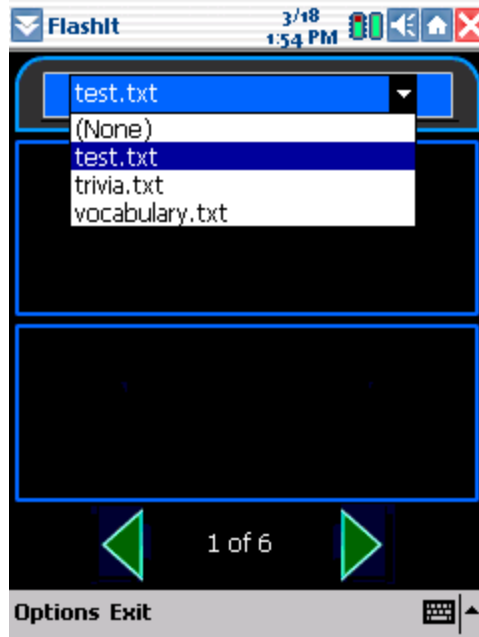 FlashIt
3/18
1:54 PM
test.txt
(None)
test.txt
trivia.txt
vocabulary.txt
1 of 6
Options Exit